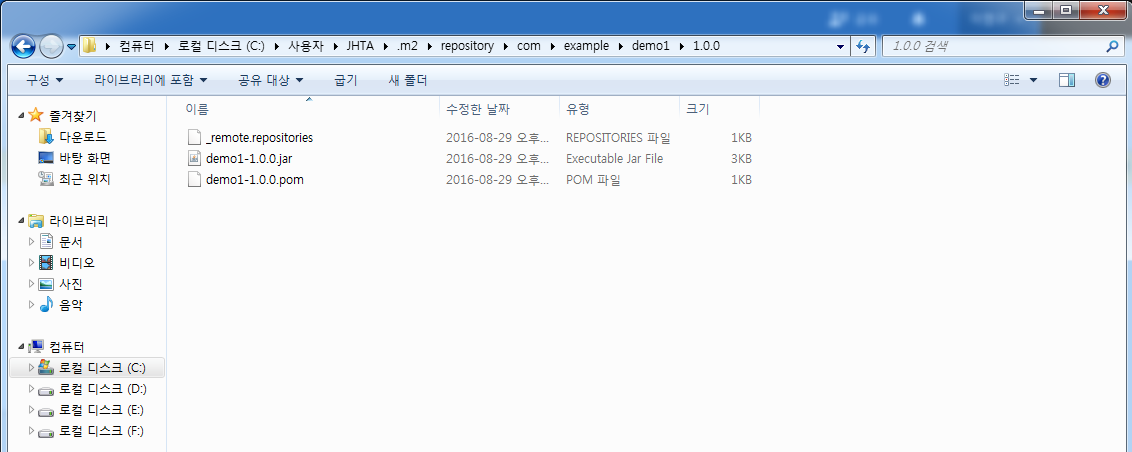 컴퓨터 로컬 디스크 (C:) 사용자 JHTA .m2 repository com example demo1 1.0.0 1.0.0 검색
구성 라이브러리에 포함 공유 대상 굽기 새 폴더
이름 수정한 날짜 유형 크기
_remote.repositories 2016-08-29 오후... REPOSITORIES 파일 1KB
demo1-1.0.0.jar 2016-08-29 오후... Executable Jar File 3KB
demo1-1.0.0.pom 2016-08-29 오후... POM 파일 1KB
즐겨찾기
다운로드
바탕 화면
최근 위치
라이브러리
문서
비디오
사진
음악
컴퓨터
로컬 디스크 (C:)
로컬 디스크 (D:)
로컬 디스크 (E:)
로컬 디스크 (F:)